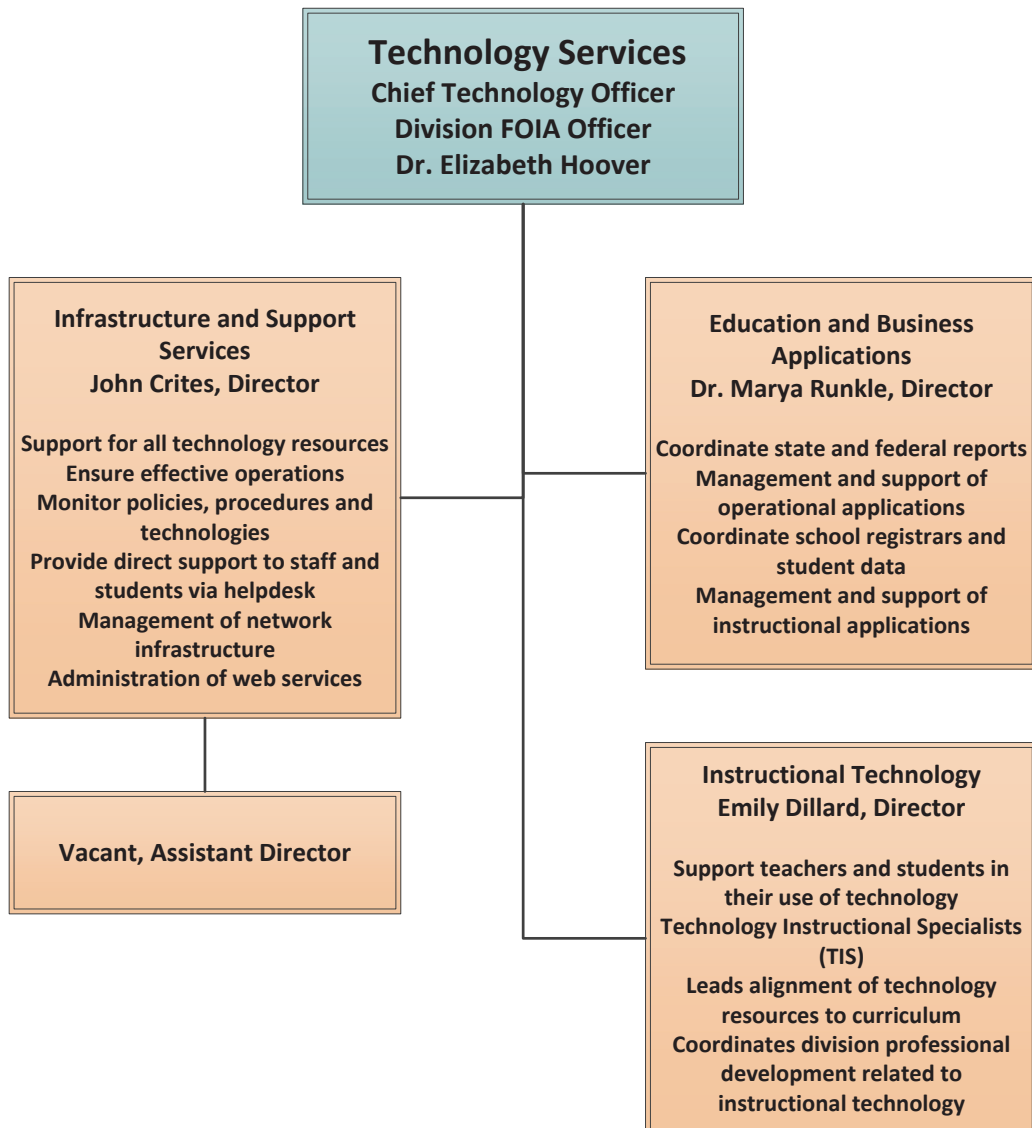 Technology Services
Chief Technology Officer
Division FOIA Officer
Dr. Elizabeth Hoover
Infrastructure and Support
Services
John Crites, Director
Support for all technology resources
Ensure effective operations
Monitor policies, procedures and
technologies
Provide direct support to staff and
students via helpdesk
Management of network
infrastructure
Administration of web services
Vacant, Assistant Director
Education and Business
Applications
Dr. Marya Runkle, Director
Coordinate state and federal reports
Management and support of
operational applications
Coordinate school registrars and
student data
Management and support of
instructional applications
Instructional Technology
Emily Dillard, Director
Support teachers and students in
their use of technology
Technology Instructional Specialists
(TIS)
Leads alignment of technology
resources to curriculum
Coordinates division professional
development related to
instructional technology